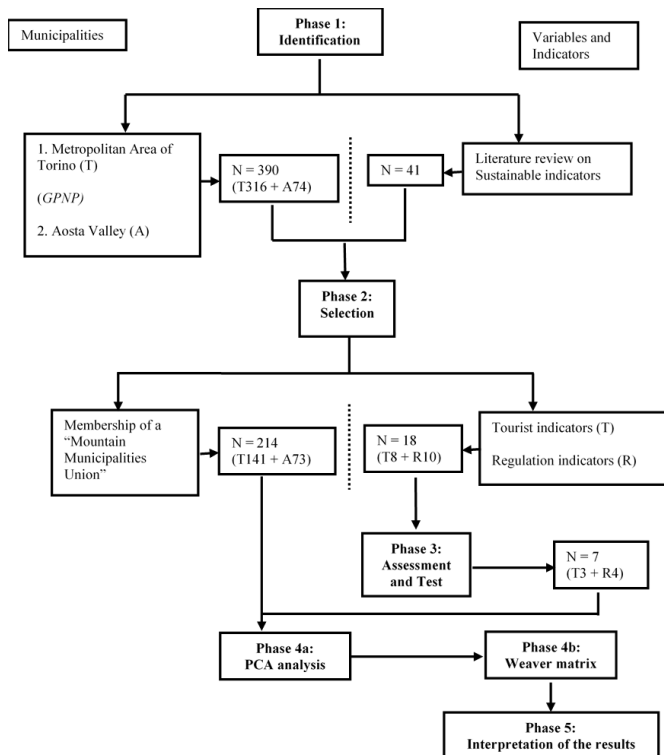 Municipalities
Phase 1:
Identification
Variables and
Indicators
1. Metropolitan Area of
Torino (T)
(GPNP)
2. Aosta Valley (A)
N = 390
(T316 + A74)
N = 41
Literature review on
Sustainable indicators
Phase 2:
Selection
Membership of a
“Mountain
Municipalities
Union”
N = 214
(T141 + A73)
N = 18
(T8 + R10)
Tourist indicators (T)
Regulation indicators (R)
Phase 3:
Assessment
and Test
N = 7
(T3 + R4)
Phase 4a:
PCA analysis
Phase 4b:
Weaver matrix
Phase 5:
Interpretation of the results